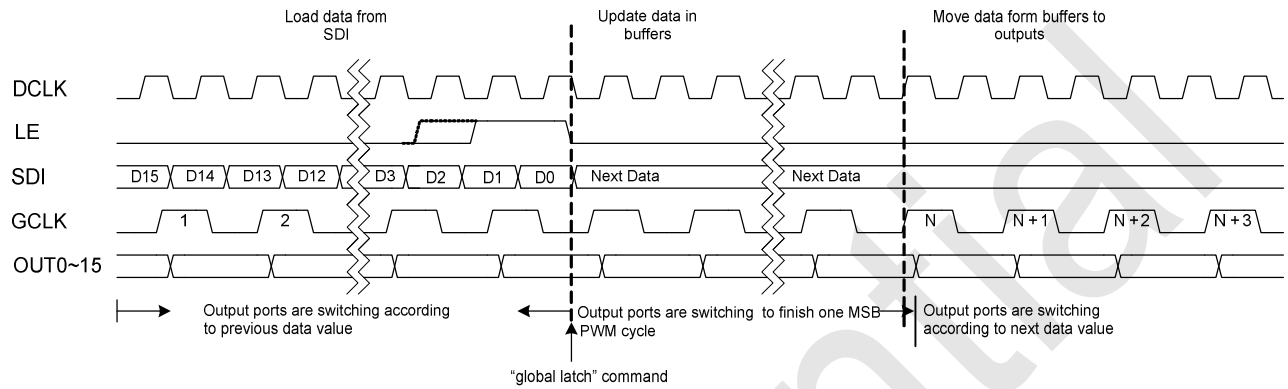 Load data from
SDI
Update data in
buffers
Move data form buffers to
outputs
DCLK
LE
SDI
D15 D14 D13 D12 D3 D2 D1 D0 Next Data Next Data
GCLK
1 2 N N+1 N+2 N+3
OUT0~15
Output ports are switching according
to previous data value
Output ports are switching to finish one MSB
PWM cycle
Output ports are switching
according to next data value
"global latch" command
ential